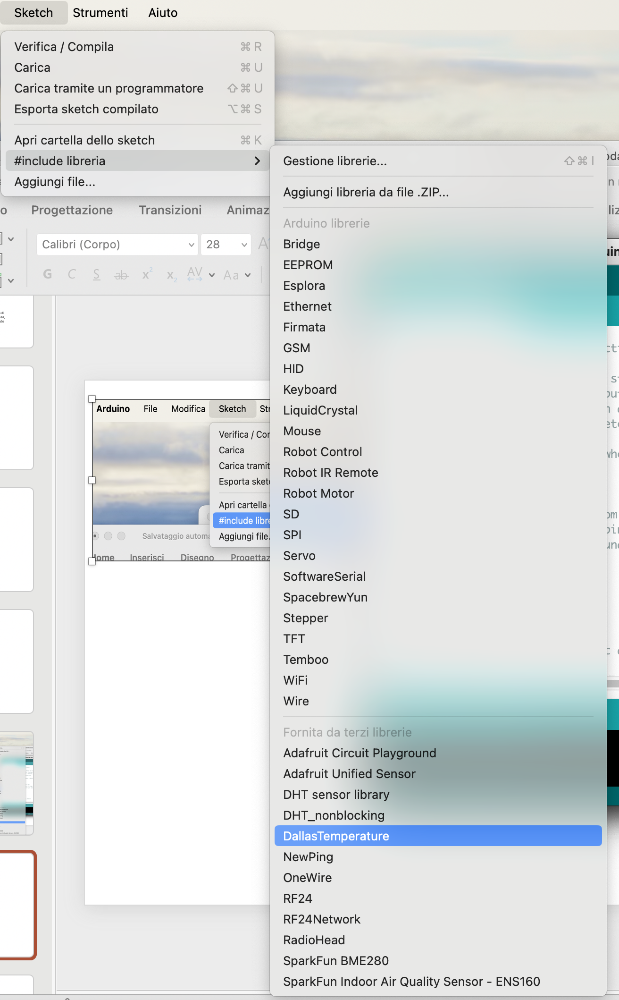 Sketch Strumenti Aiuto
Verifica / Compila ⌘ R
Carica ⌘ U
Carica tramite un programmatore ⇧ ⌘ U
Esporta sketch compilato ⌥ ⌘ S
Apri cartella dello sketch ⌘ K
#include libreria
Aggiungi file...
Gestione librerie... ⇧ ⌘ I
Aggiungi libreria da file .ZIP...
Arduino librerie
Bridge
EEPROM
Esplora
Ethernet
Firmata
GSM
HID
Keyboard
LiquidCrystal
Mouse
Robot Control
Robot IR Remote
Robot Motor
SD
SPI
Servo
SoftwareSerial
SpacebrewYun
Stepper
TFT
Temboo
WiFi
Wire
Fornita da terzi librerie
Adafruit Circuit Playground
Adafruit Unified Sensor
DHT sensor library
DHT_nonblocking
DallasTemperature
NewPing
OneWire
RF24
RF24Network
RadioHead
SparkFun BME280
SparkFun Indoor Air Quality Sensor - ENS160
Progettazione Transizioni Animaz
Calibri (Corpo) 28
G C S ab x² x₂ AV Aa
Arduino File Modifica Sketch Str
Verifica / Cor
Carica
Carica tramit
Esporta sket
Apri cartella
#include libre
Aggiungi file.
Salvataggio automa
Home Inserisci Disegno Progettaz